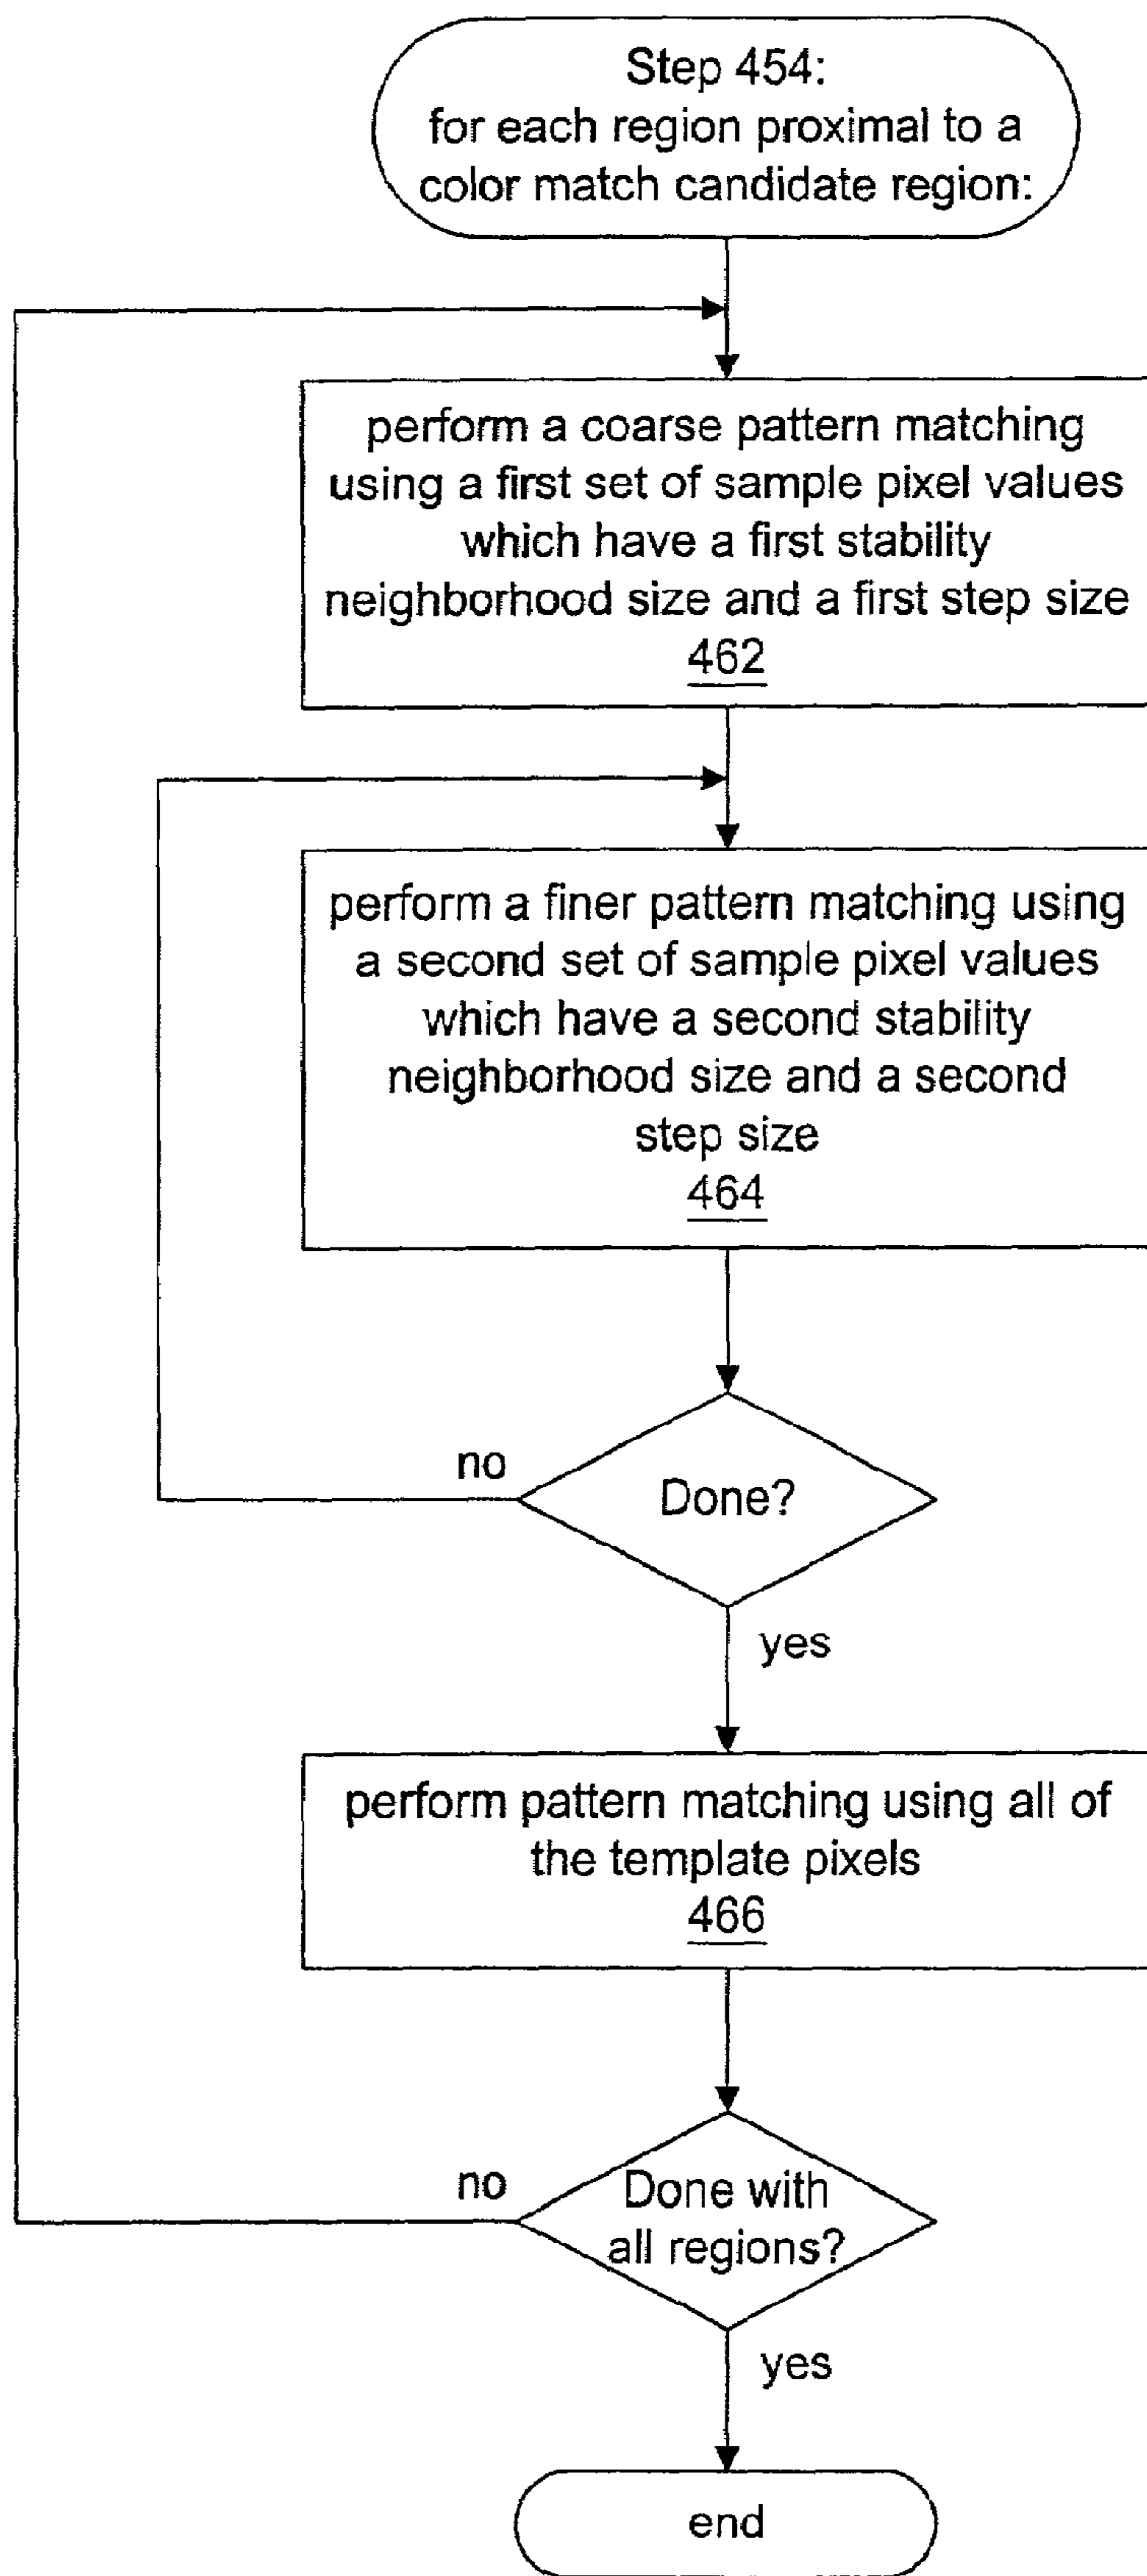 Step 454:
for each region proximal to a
color match candidate region:
perform a coarse pattern matching
using a first set of sample pixel values
which have a first stability
neighborhood size and a first step size
462
perform a finer pattern matching using
a second set of sample pixel values
which have a second stability
neighborhood size and a second
step size
464
no
Done?
yes
perform pattern matching using all of
the template pixels
466
no
Done with
all regions?
yes
end